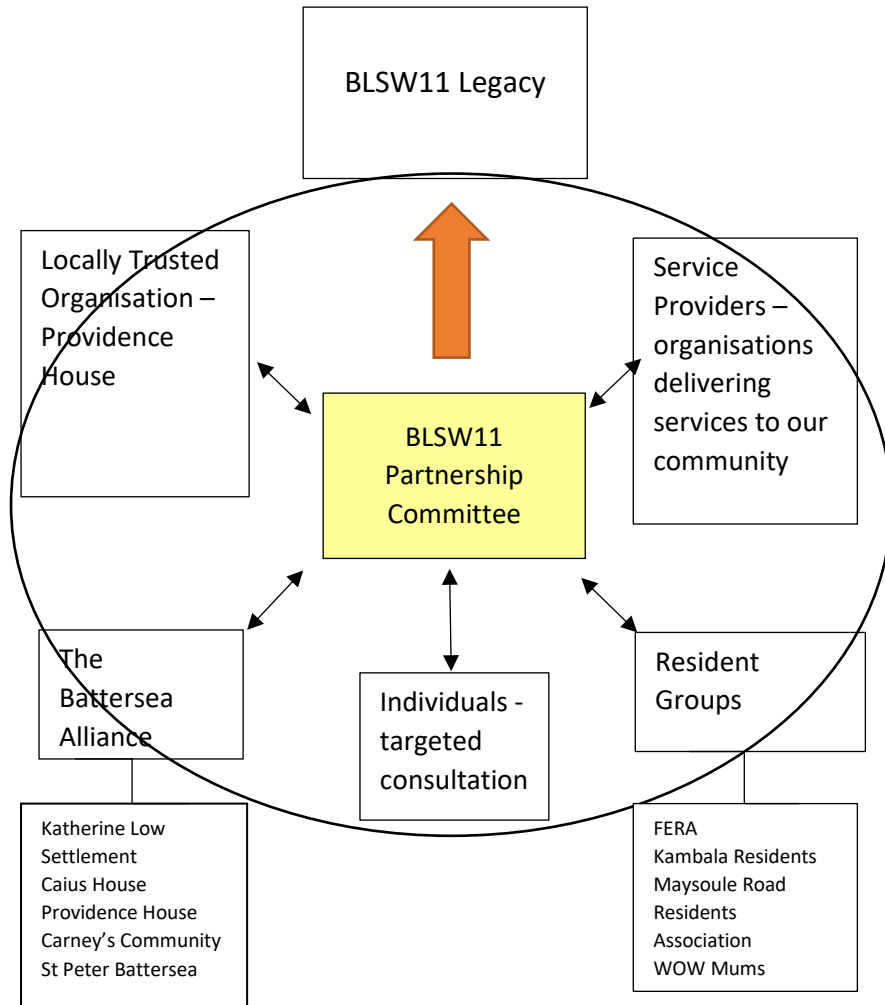 BLSW11 Legacy
Locally Trusted
Organisation –
Providence
House
Service
Providers –
organisations
delivering
services to our
community
BLSW11
Partnership
Committee
The
Battersea
Alliance
Individuals -
targeted
consultation
Resident
Groups
Katherine Low
Settlement
Caius House
Providence House
Carney’s Community
St Peter Battersea
FERA
Kambala Residents
Maysoule Road
Residents
Association
WOW Mums